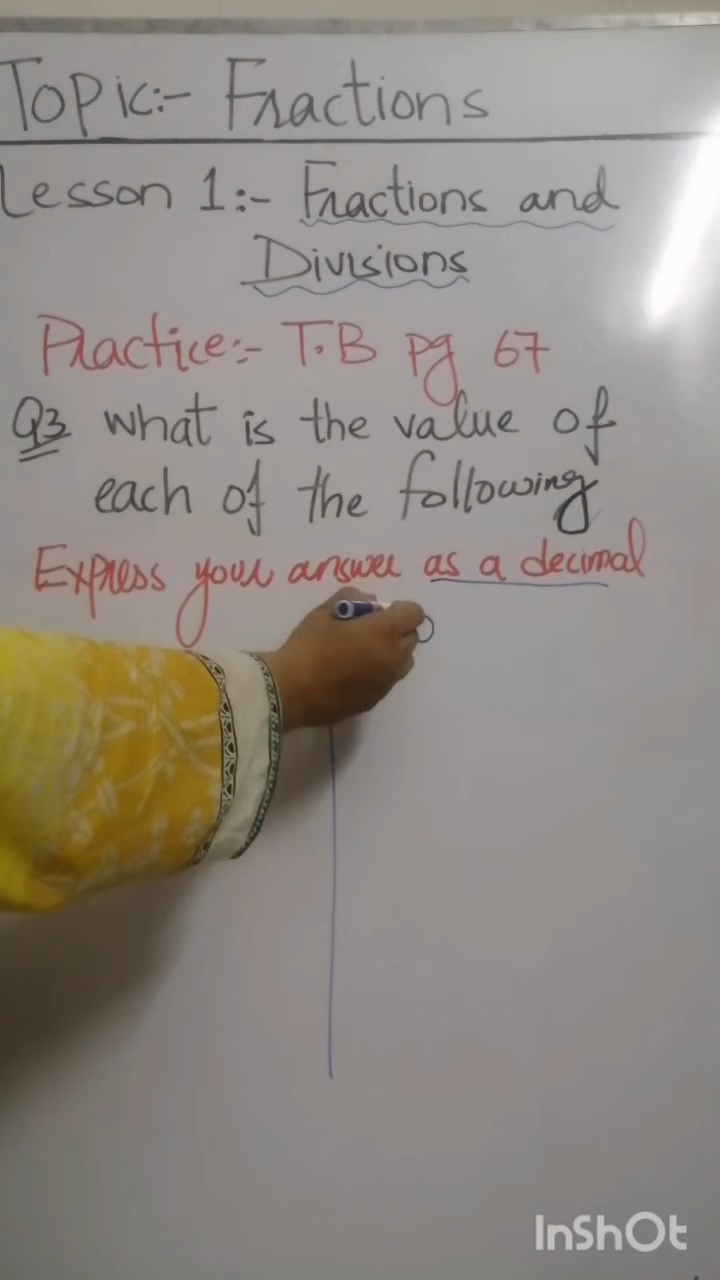 Topic:- Fractions
Lesson 1:- Fractions and
Divisions
Practice:- T.B pg 67
Q3 what is the value of
each of the following
Express your answer as a decimal
InShOt